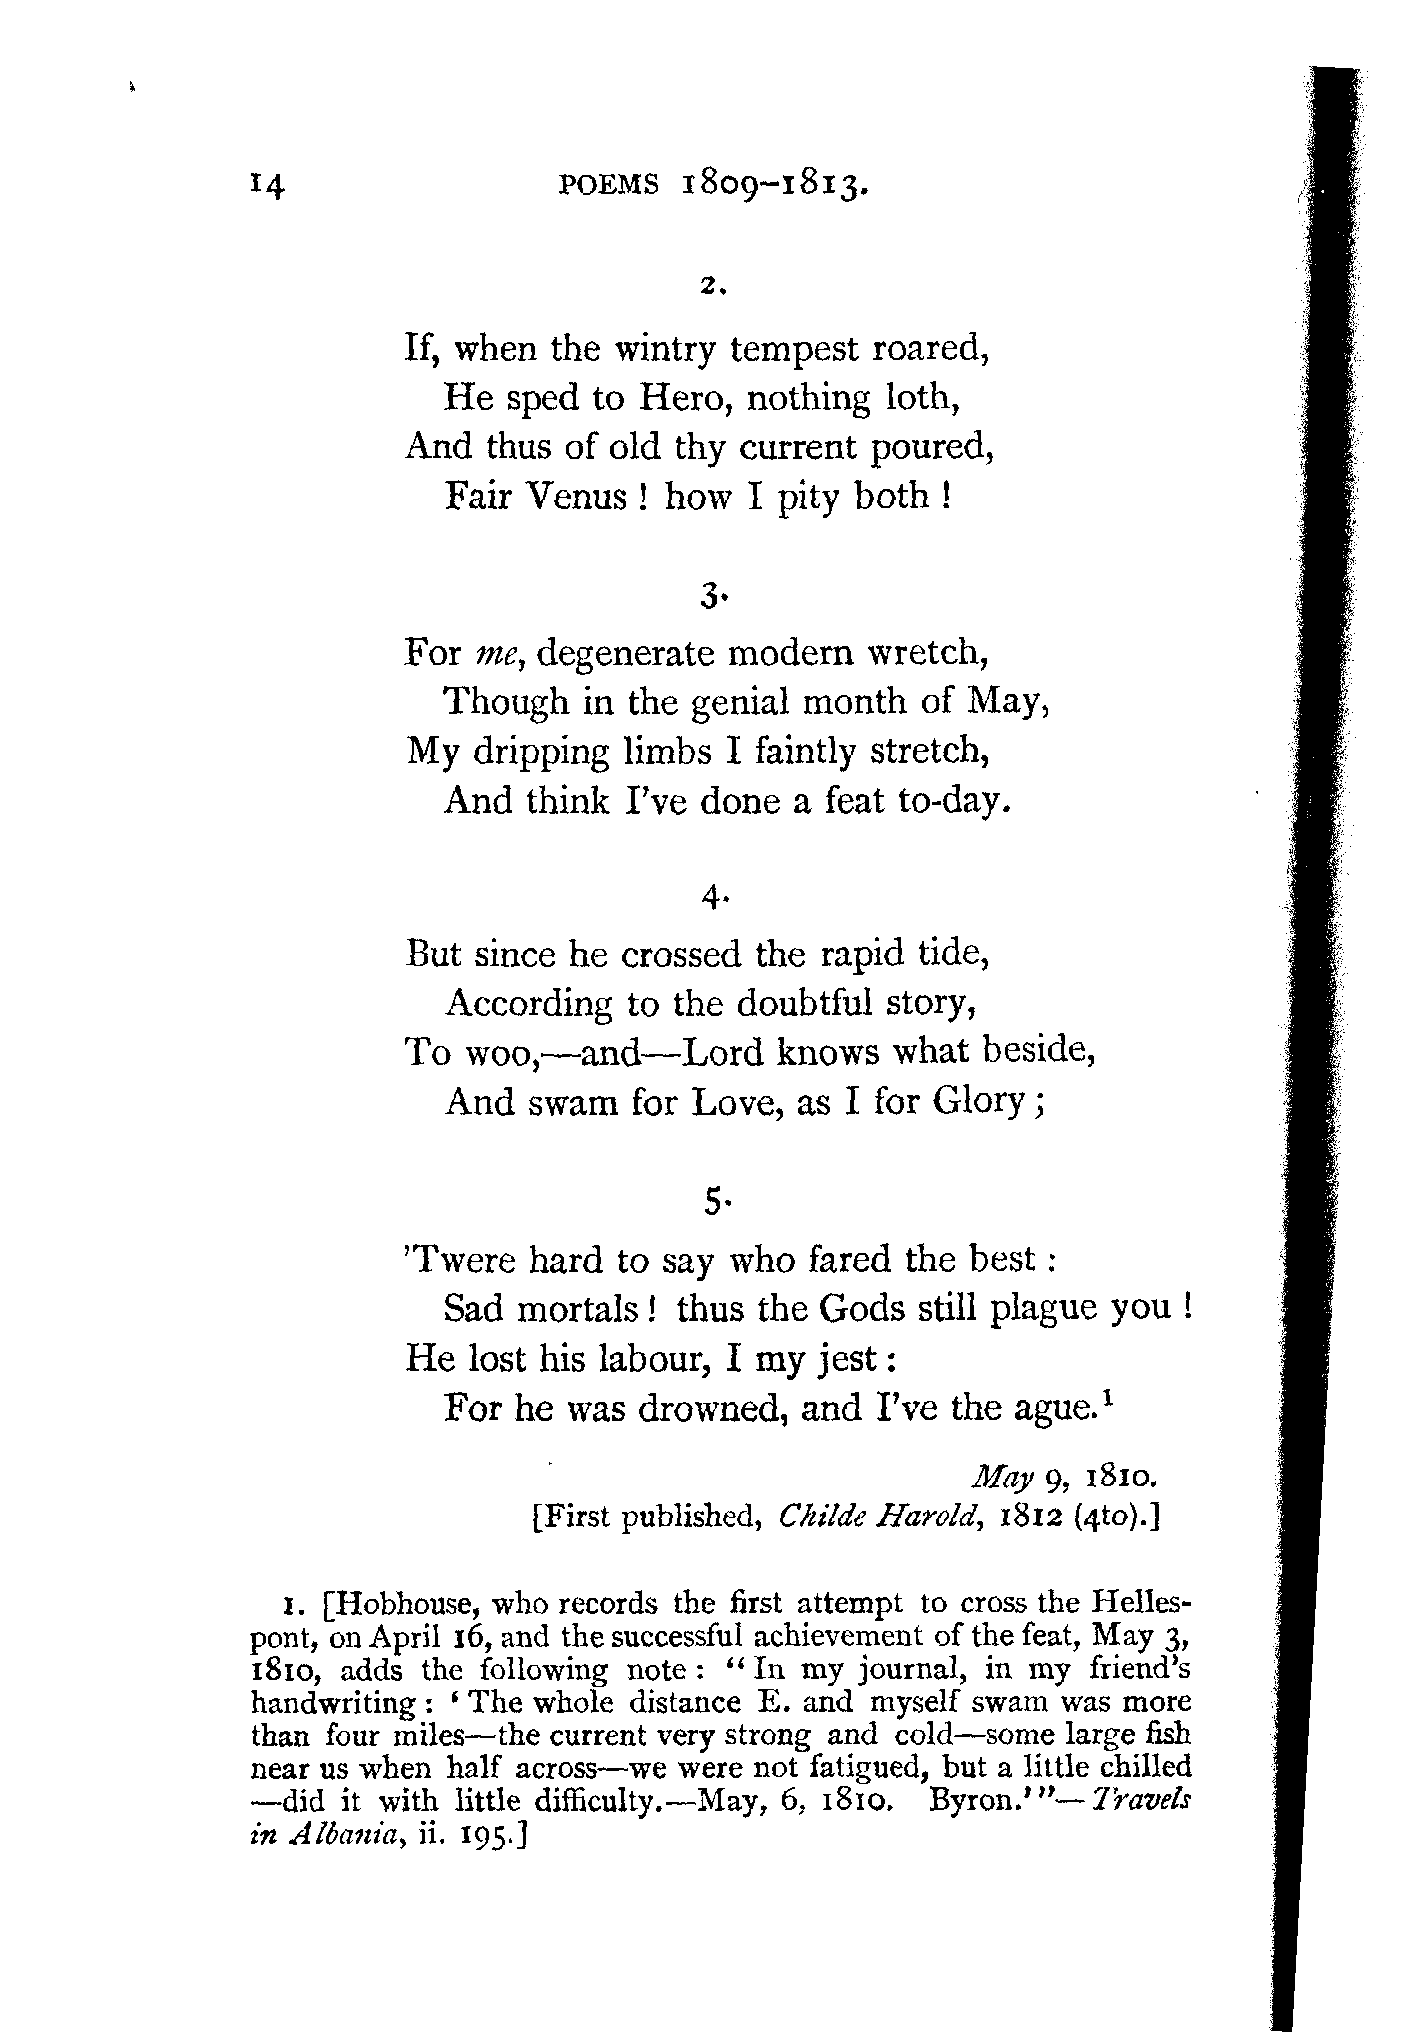 14 POEMS 1809–1813.
2.
If, when the wintry tempest roared,
He sped to Hero, nothing loth,
And thus of old thy current poured,
Fair Venus ! how I pity both !
3.
For me, degenerate modern wretch,
Though in the genial month of May,
My dripping limbs I faintly stretch,
And think I've done a feat to-day.
4.
But since he crossed the rapid tide,
According to the doubtful story,
To woo,—and—Lord knows what beside,
And swam for Love, as I for Glory ;
5.
'Twere hard to say who fared the best :
Sad mortals ! thus the Gods still plague you !
He lost his labour, I my jest :
For he was drowned, and I've the ague.¹
May 9, 1810.
[First published, Childe Harold, 1812 (4to).]
1. [Hobhouse, who records the first attempt to cross the Helles-
pont, on April 16, and the successful achievement of the feat, May 3,
1810, adds the following note : “ In my journal, in my friend's
handwriting : ‘ The whole distance E. and myself swam was more
than four miles—the current very strong and cold—some large fish
near us when half across—we were not fatigued, but a little chilled
—did it with little difficulty.—May, 6, 1810. Byron.’ ”—Travels
in Albania, ii. 195.]